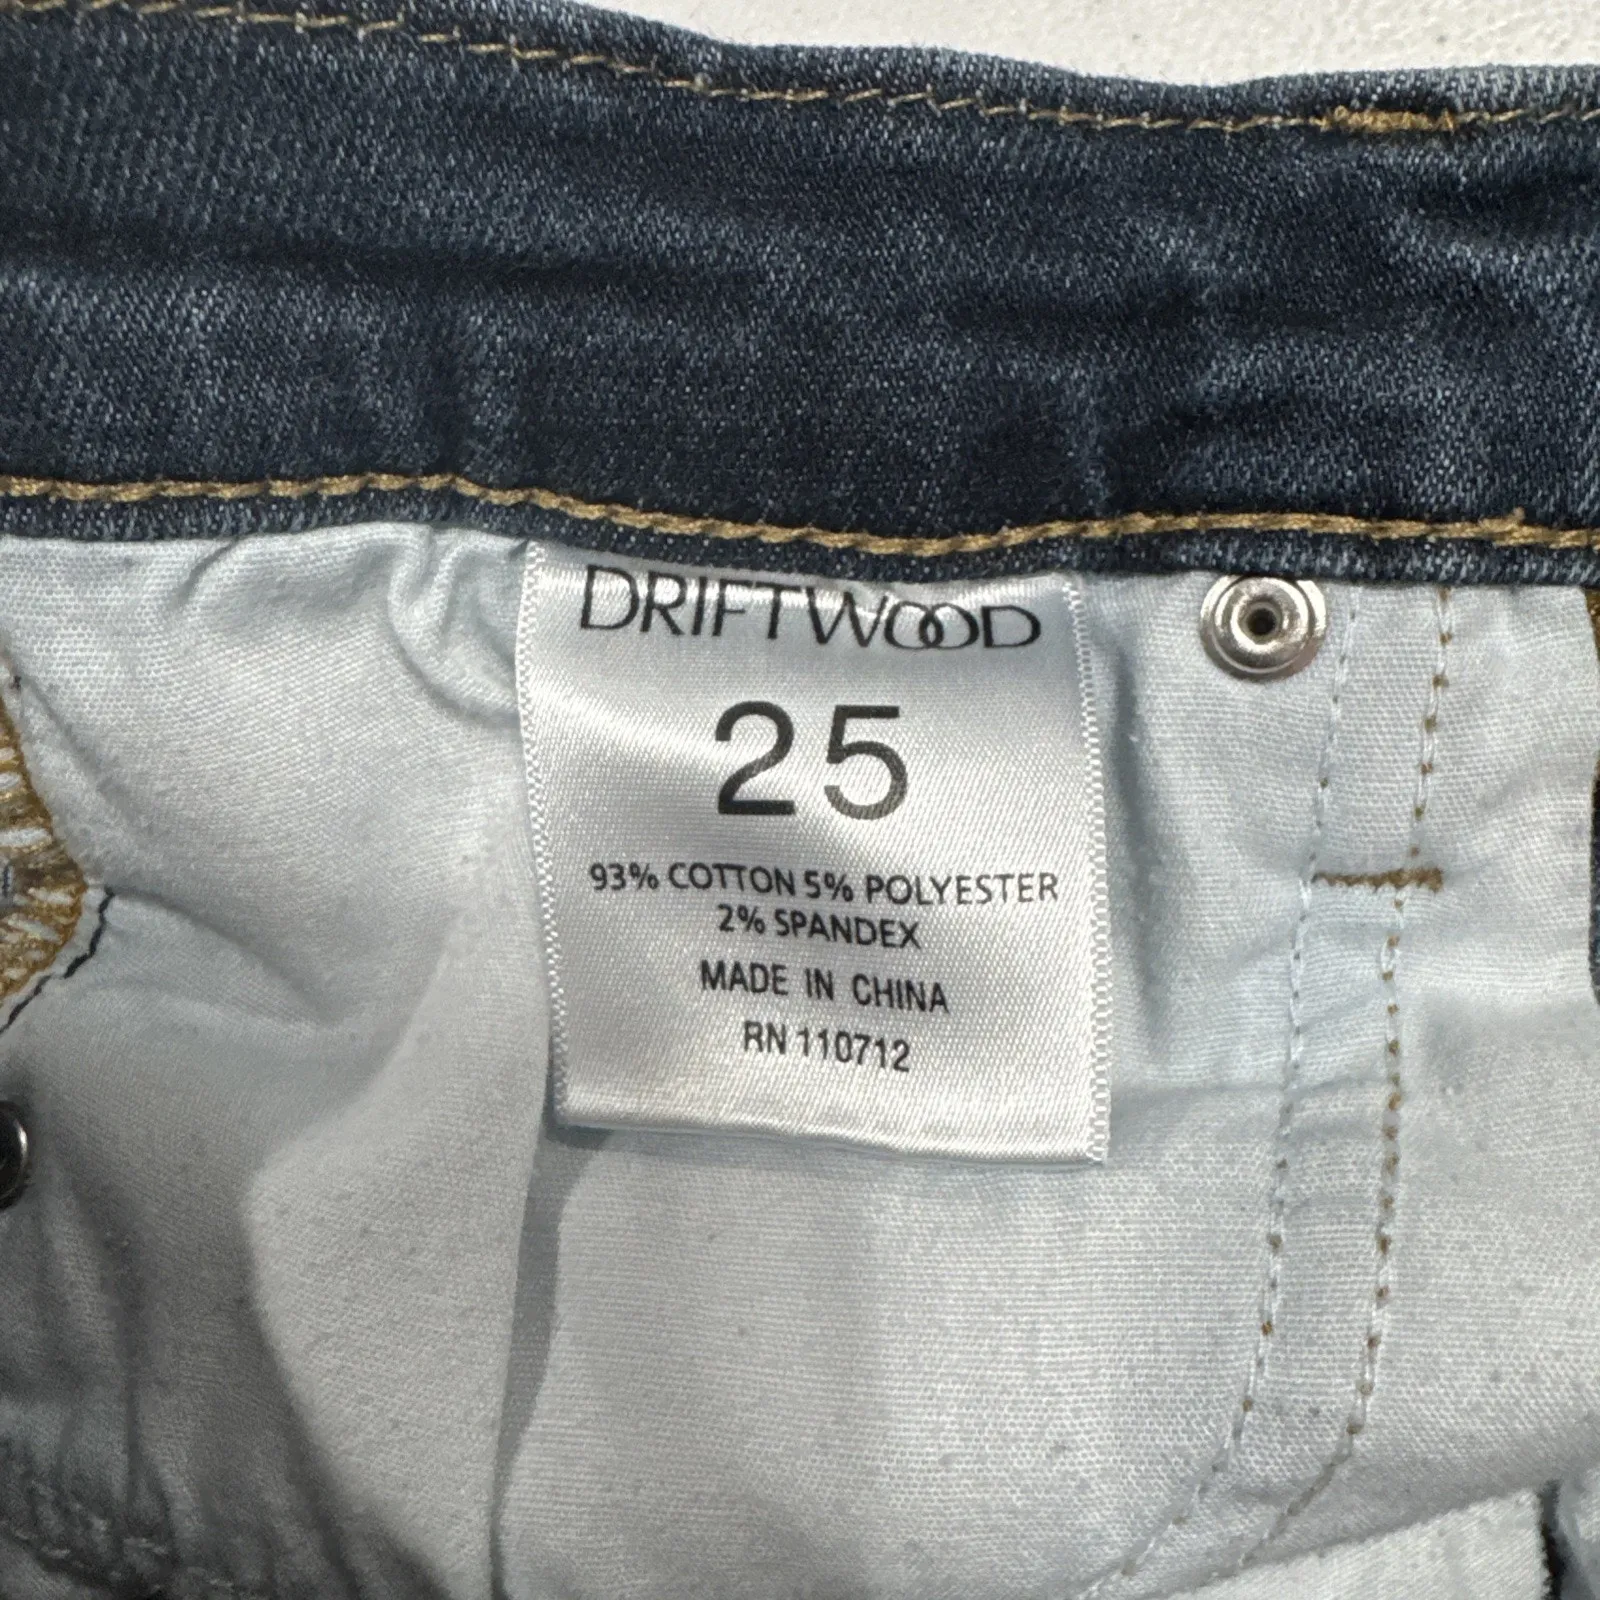 DRIFTWOOD
25
93% COTTON 5% POLYESTER
2% SPANDEX
MADE IN CHINA
RN 110712